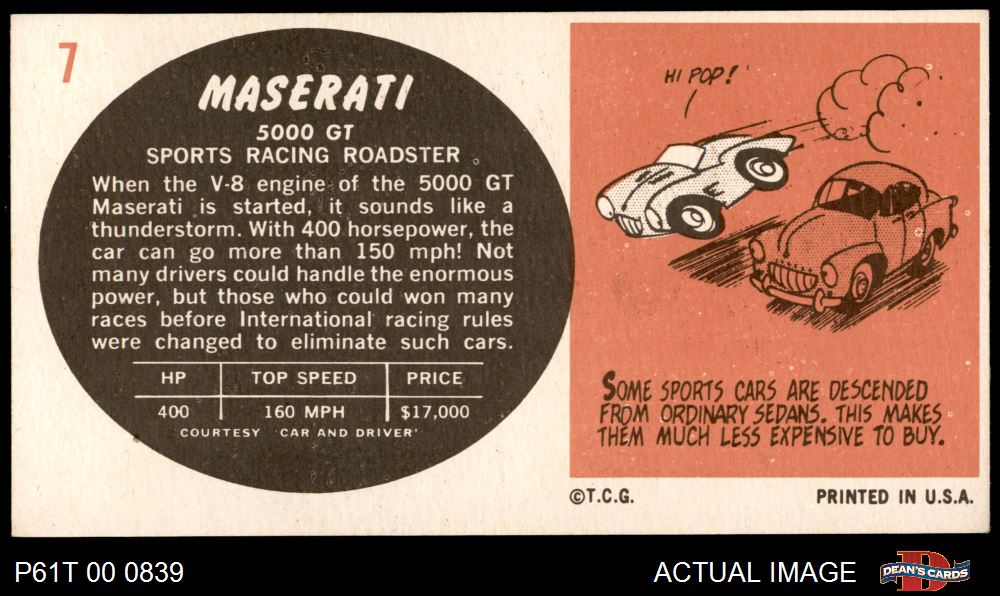 7
MASERATI
5000 GT
SPORTS RACING ROADSTER
When the V-8 engine of the 5000 GT
Maserati is started, it sounds like a
thunderstorm. With 400 horsepower, the
car can go more than 150 mph! Not
many drivers could handle the enormous
power, but those who could won many
races before International racing rules
were changed to eliminate such cars.
HP TOP SPEED PRICE
400 160 MPH $17,000
COURTESY 'CAR AND DRIVER'
HI POP!
SOME SPORTS CARS ARE DESCENDED
FROM ORDINARY SEDANS. THIS MAKES
THEM MUCH LESS EXPENSIVE TO BUY.
©T.C.G. PRINTED IN U.S.A.
P61T 00 0839 ACTUAL IMAGE D DEAN'S CARDS